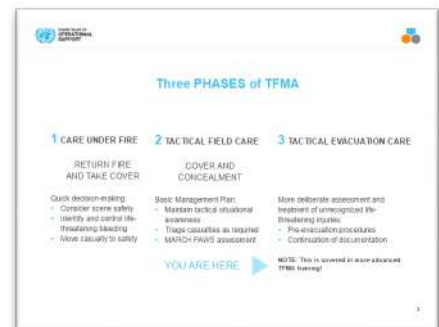 UNITED NATIONS
OPERATIONAL
SUPPORT
Three PHASES of TFMA
1 CARE UNDER FIRE
RETURN FIRE
AND TAKE COVER
Quick decision-making:
• Consider scene safety
• Identify and control life-
threatening bleeding
• Move casualty to safety
2 TACTICAL FIELD CARE
COVER AND
CONCEALMENT
Basic Management Plan:
• Maintain tactical situational
awareness
• Triage casualties as required
• MARCH PAWS assessment
YOU ARE HERE
3 TACTICAL EVACUATION CARE
More deliberate assessment and
treatment of unrecognized life-
threatening injuries:
• Pre-evacuation procedures
• Continuation of documentation
NOTE: This is covered in more advanced
TFMA training!